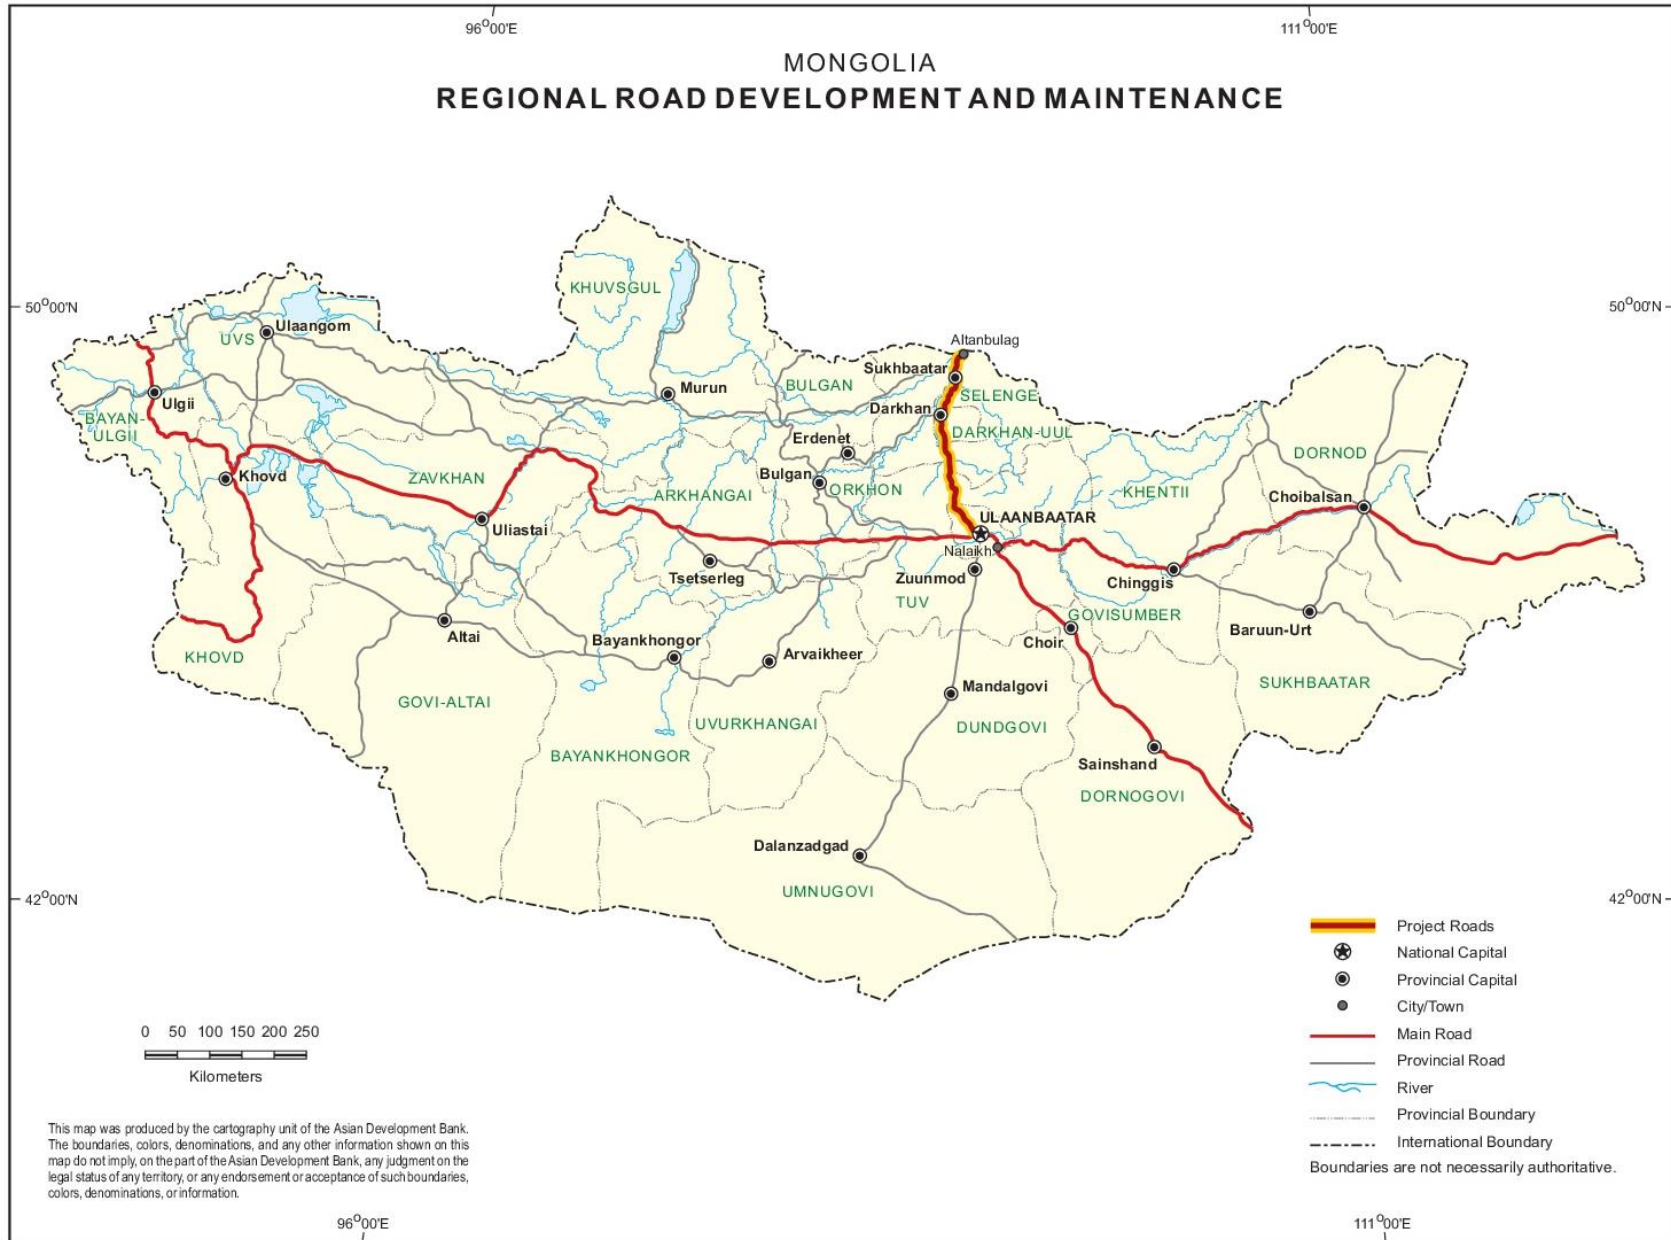 96°00'E
111°00'E
MONGOLIA
REGIONAL ROAD DEVELOPMENT AND MAINTENANCE
50°00'N
50°00'N
KHUVSGUL
Ulaangom
UVS
Altanbulag
Sukhbaatar
Murun
BULGAN
SELENGE
Ulgii
Darkhan
BAYAN-
ULGII
DARKHAN-UUL
Erdenet
DORNOD
Khovd
ZAVKHAN
Bulgan
ORKHON
ARKHANGAI
KHENTII
Choibalsan
ULAANBAATAR
Uliastai
Nalaikh
Tsetserleg
Zuunmod
Chinggis
TUV
GOVISUMBER
Altai
Bayankhongor
Arvaikheer
Choir
Baruun-Urt
KHOVD
SUKHBAATAR
Mandalgovi
GOVI-ALTAI
UVURKHANGAI
DUNDGOVI
BAYANKHONGOR
Sainshand
DORNOGOVI
Dalanzadgad
UMNUGOVI
42°00'N
42°00'N
Project Roads
National Capital
Provincial Capital
City/Town
Main Road
Provincial Road
River
Provincial Boundary
International Boundary
Boundaries are not necessarily authoritative.
0 50 100 150 200 250
Kilometers
This map was produced by the cartography unit of the Asian Development Bank.
The boundaries, colors, denominations, and any other information shown on this
map do not imply, on the part of the Asian Development Bank, any judgment on the
legal status of any territory, or any endorsement or acceptance of such boundaries,
colors, denominations, or information.
96°00'E
111°00'E